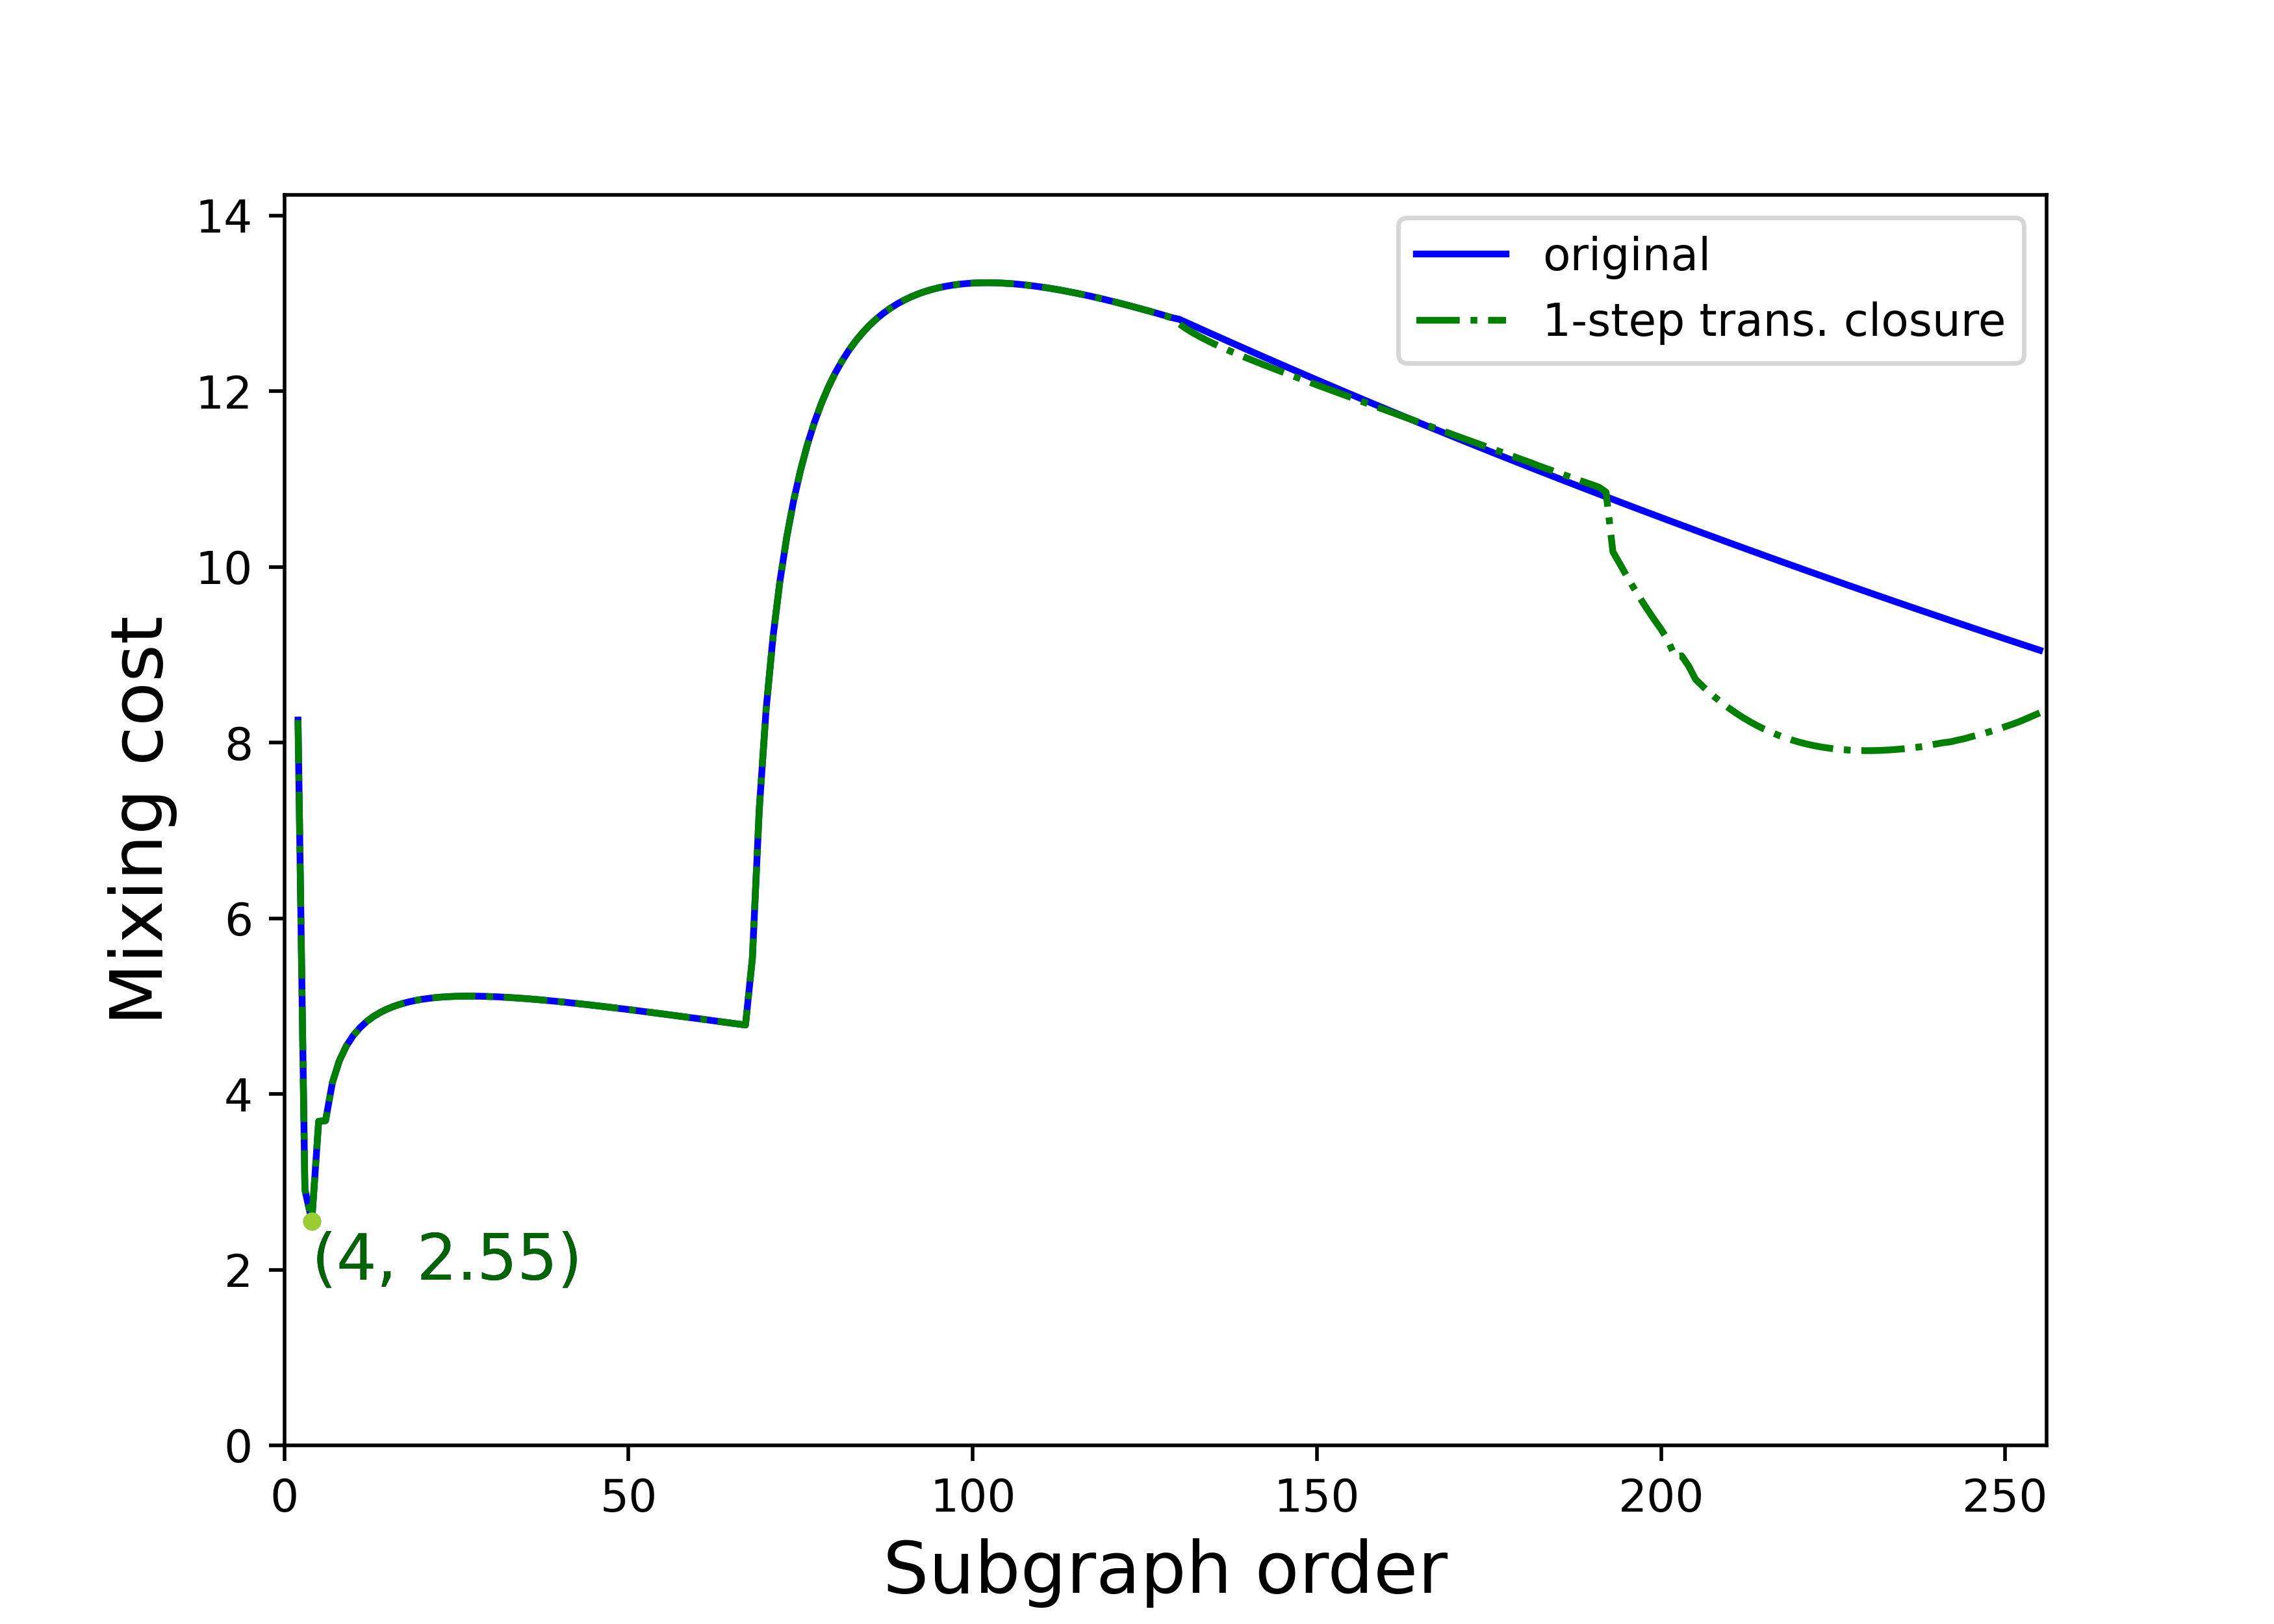 14
12
10
8
6
4
2
0
Mixing cost
original
1-step trans. closure
(4, 2.55)
0 50 100 150 200 250
Subgraph order